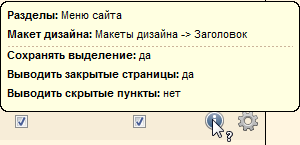 Разделы: Меню сайта
Макет дизайна: Макеты дизайна -> Заголовок
Сохранять выделение: да
Выводить закрытые страницы: да
Выводить скрытые пункты: нет